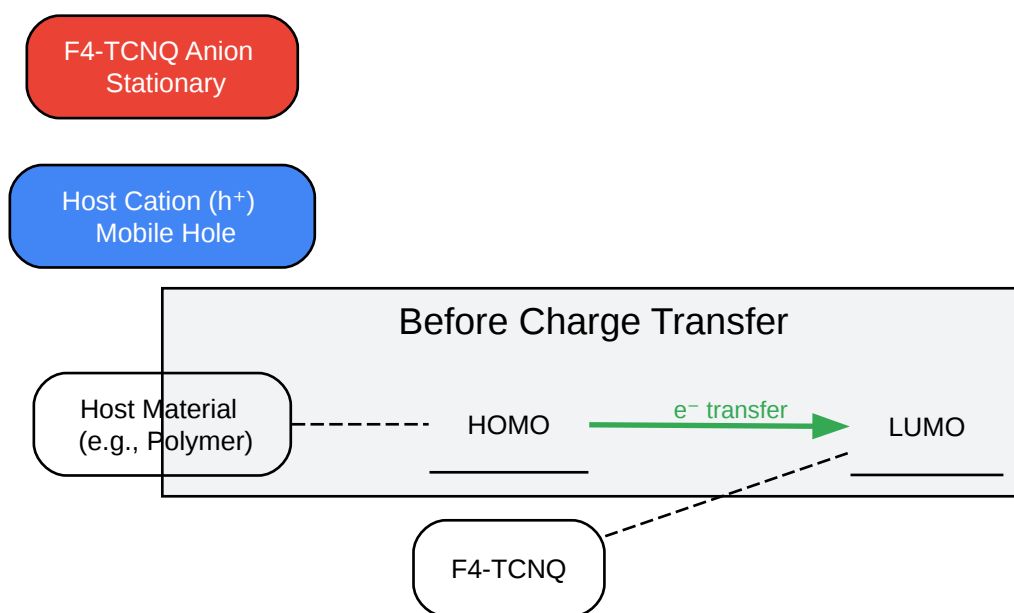 F4-TCNQ Anion
Stationary
Host Cation (h⁺)
Mobile Hole
Before Charge Transfer
Host Material
(e.g., Polymer)
HOMO
e⁻ transfer
LUMO
F4-TCNQ